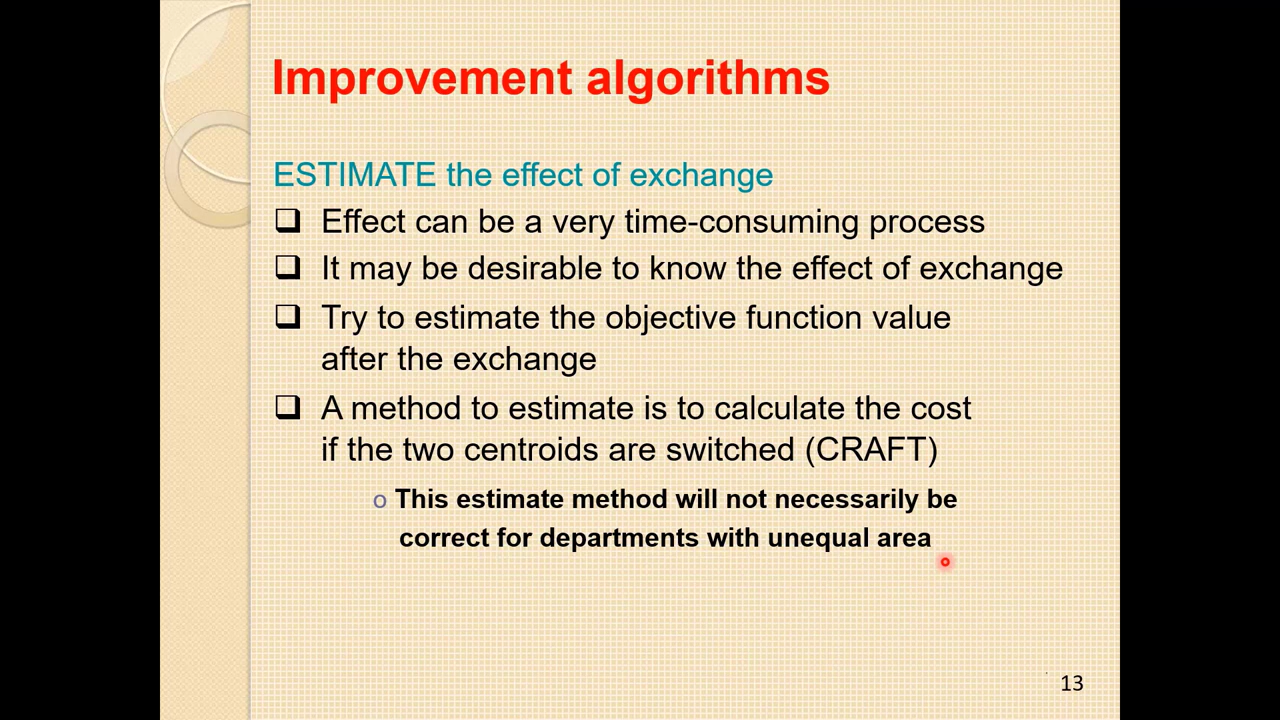 Improvement algorithms
ESTIMATE the effect of exchange
❑ Effect can be a very time-consuming process
❑ It may be desirable to know the effect of exchange
❑ Try to estimate the objective function value
after the exchange
❑ A method to estimate is to calculate the cost
if the two centroids are switched (CRAFT)
o This estimate method will not necessarily be
correct for departments with unequal area
13